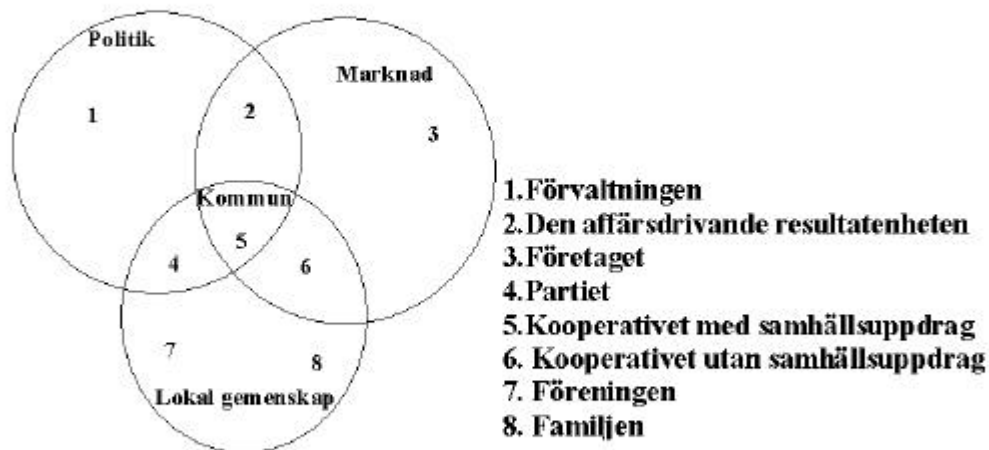 Politik
Marknad
1
2
3
Kommun
5
4
6
7
8
Lokal gemenskap
1.Förvaltningen
2.Den affärsdrivande resultatenheten
3.Företaget
4.Partiet
5.Kooperativet med samhällsuppdrag
6. Kooperativet utan samhällsuppdrag
7. Föreningen
8. Familjen